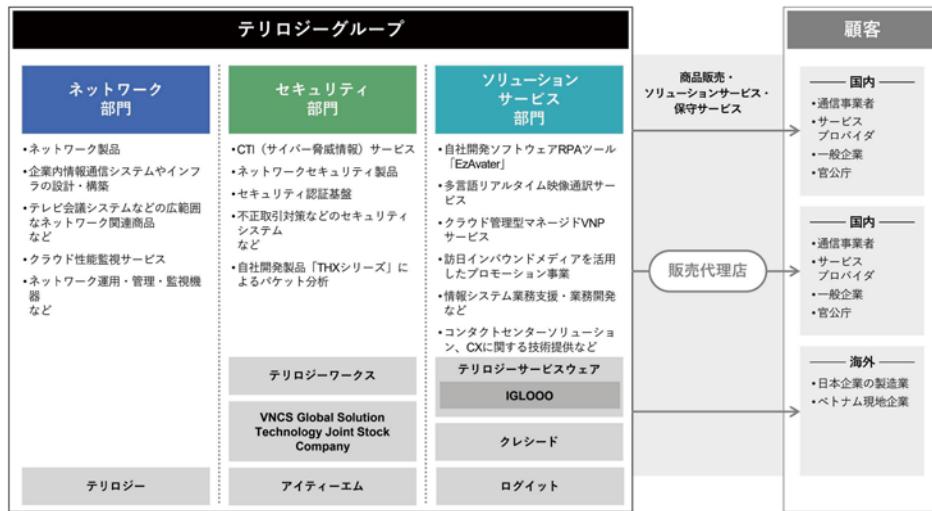 テリロジーグループ
ネットワーク
部門
・ネットワーク製品
・企業内情報通信システムやインフ
ラの設計・構築
・テレビ会議システムなどの広範囲
なネットワーク関連商品
など
・クラウド性能監視サービス
・ネットワーク運用・管理・監視機
器
など
テリロジー
セキュリティ
部門
・CTI（サイバー脅威情報）サービス
・ネットワークセキュリティ製品
・セキュリティ認証基盤
・不正取引対策などのセキュリティ
システム
など
・自社開発製品「THXシリーズ」に
よるパケット分析
テリロジーワークス
VNCS Global Solution
Technology Joint Stock
Company
アイティーエム
ソリューション
サービス
部門
・自社開発ソフトウェアRPAツール
「EzAvater」
・多言語リアルタイム映像通訳サー
ビス
・クラウド管理型マネージドVNP
サービス
・訪日インバウンドメディアを活用
したプロモーション事業
・情報システム業務支援・業務開発
など
・コンタクトセンターソリューショ
ン、CXに関する技術提供など
テリロジーサービスウェア
IGLOOO
クレシード
ログイット
商品販売・
ソリューションサービス・
保守サービス
販売代理店
顧客
国内
・通信事業者
・サービス
プロバイダ
・一般企業
・官公庁
国内
・通信事業者
・サービス
プロバイダ
・一般企業
・官公庁
海外
・日本企業の製造業
・ベトナム現地企業